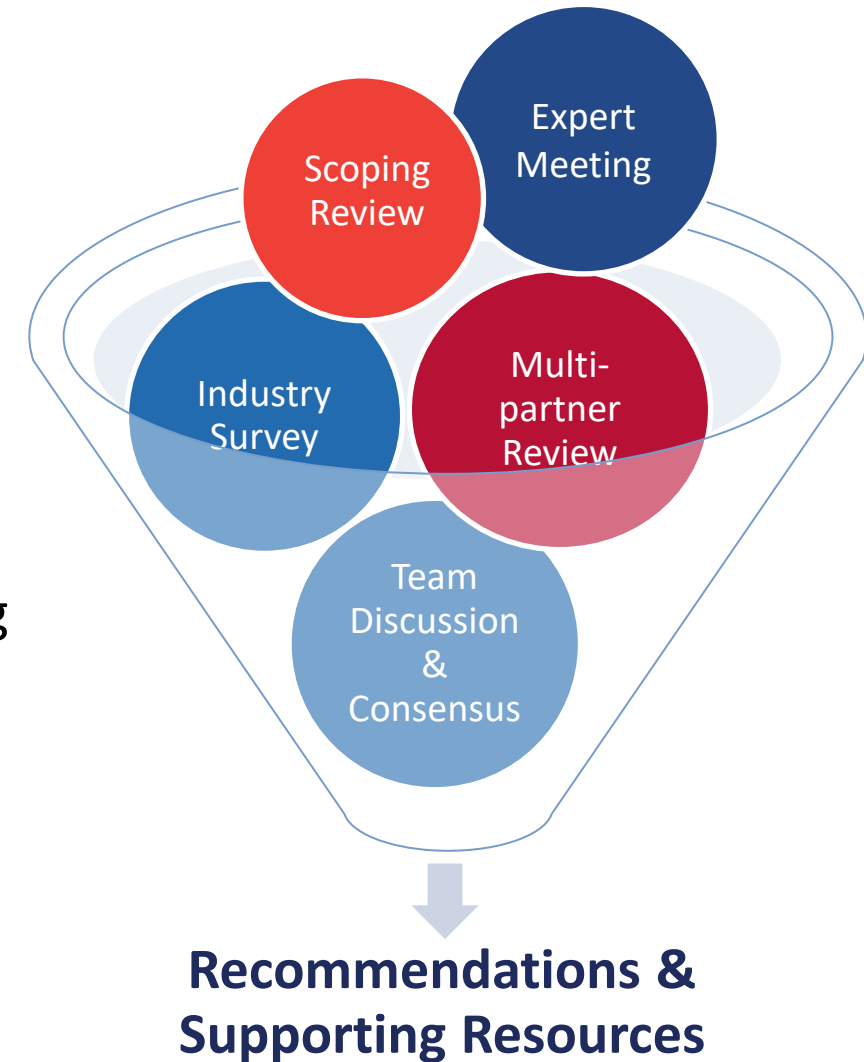 Expert
Meeting
Scoping
Review
Industry
Survey
Multi-
partner
Review
Team
Discussion
&
Consensus
g
Recommendations &
Supporting Resources